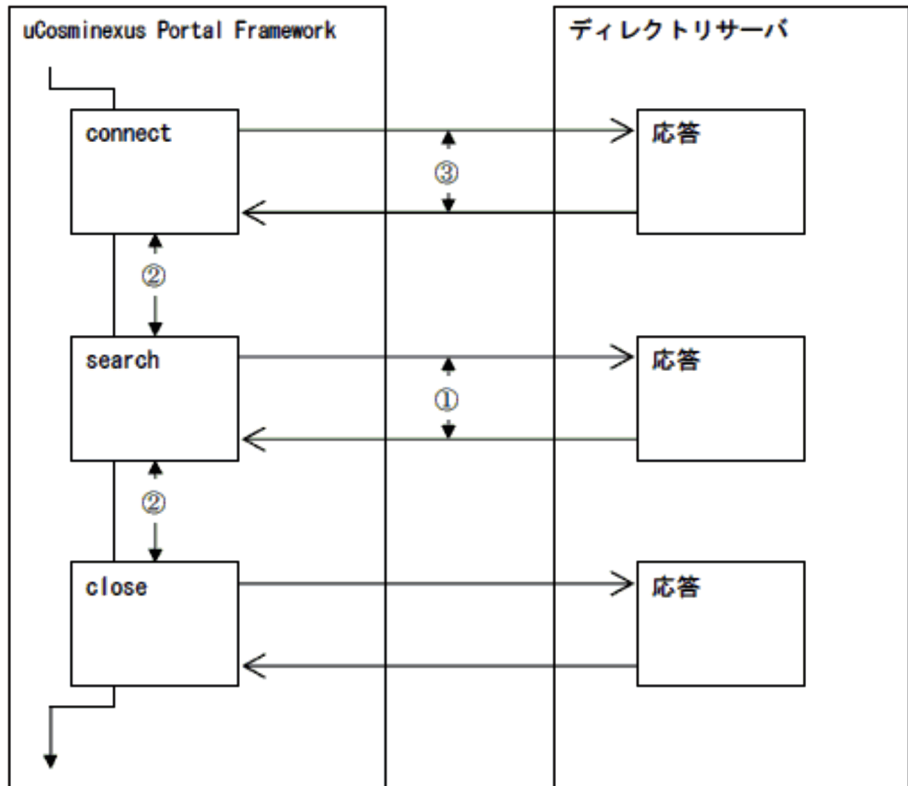 uCosminexus Portal Framework
ディレクトリサーバ
connect
応答
③
②
search
応答
①
②
close
応答